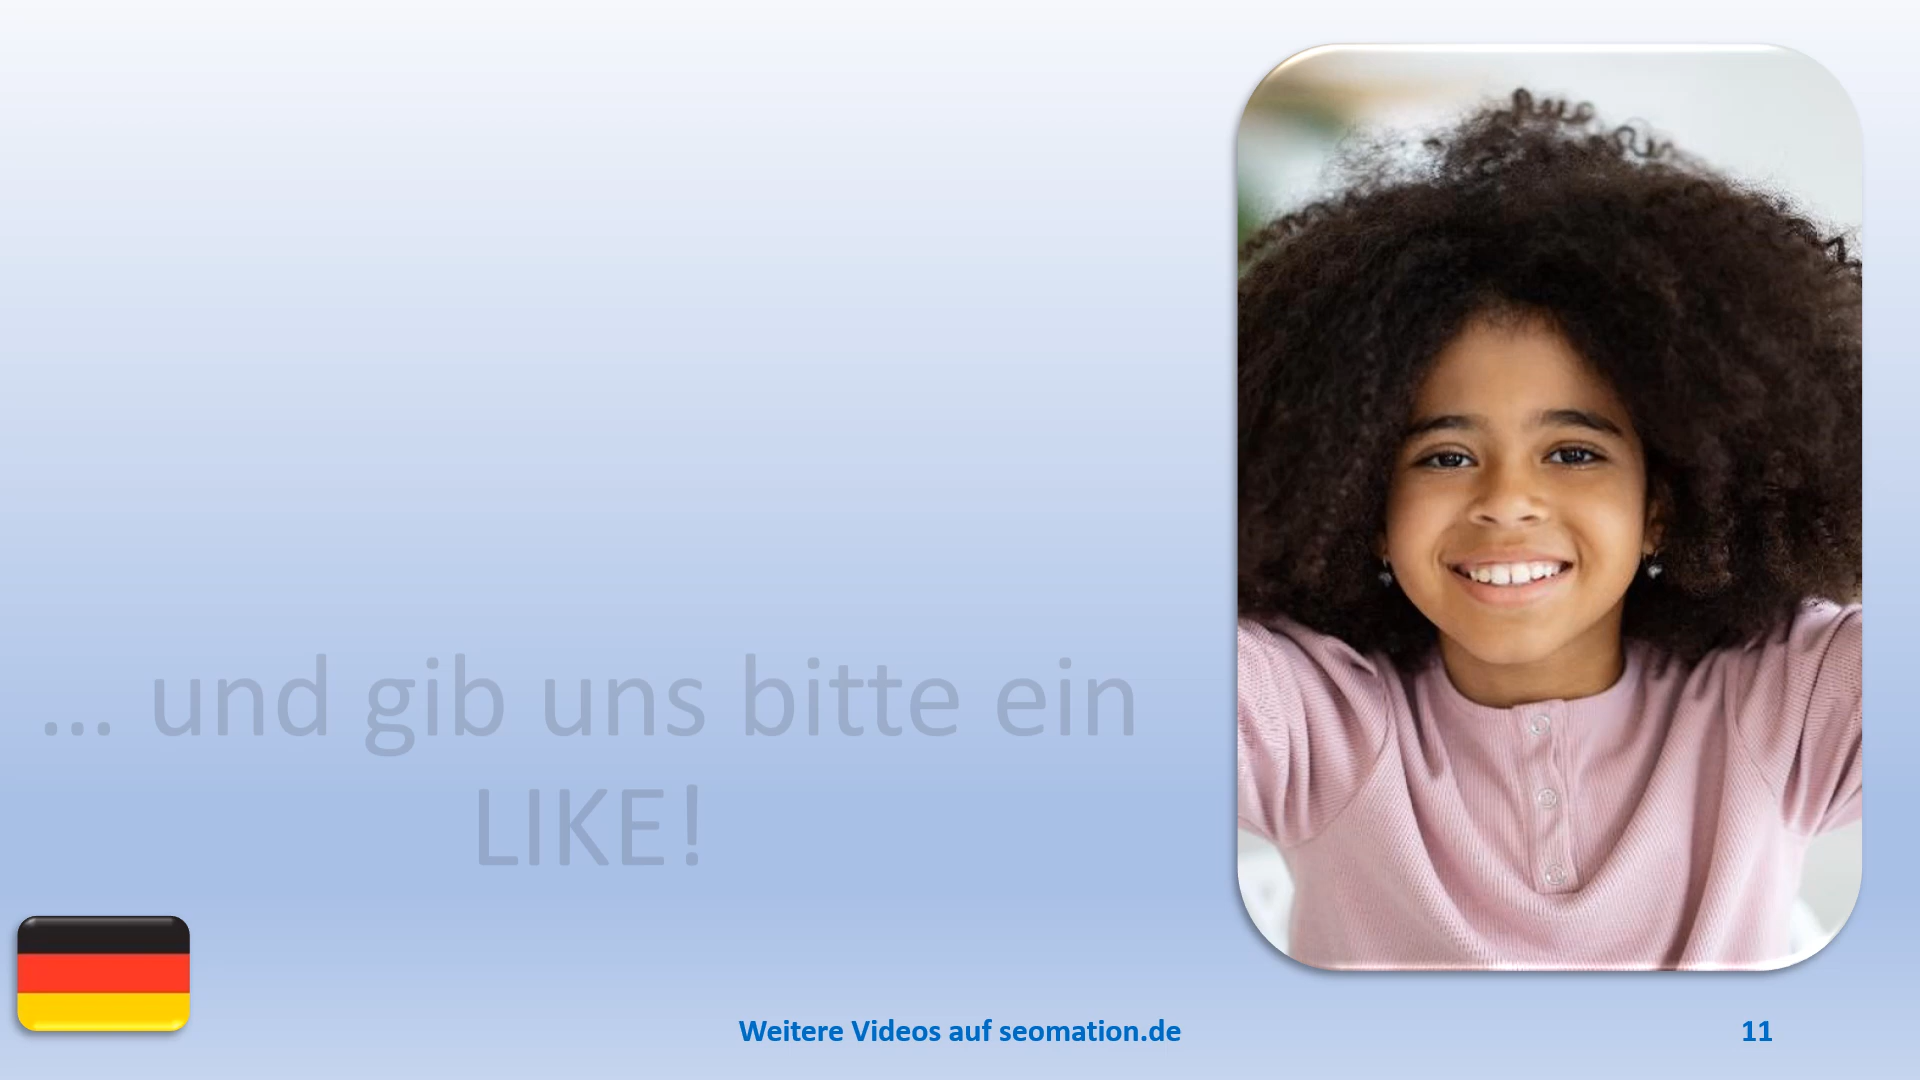 ... und gib uns bitte ein
LIKE!
Weitere Videos auf seomation.de
11